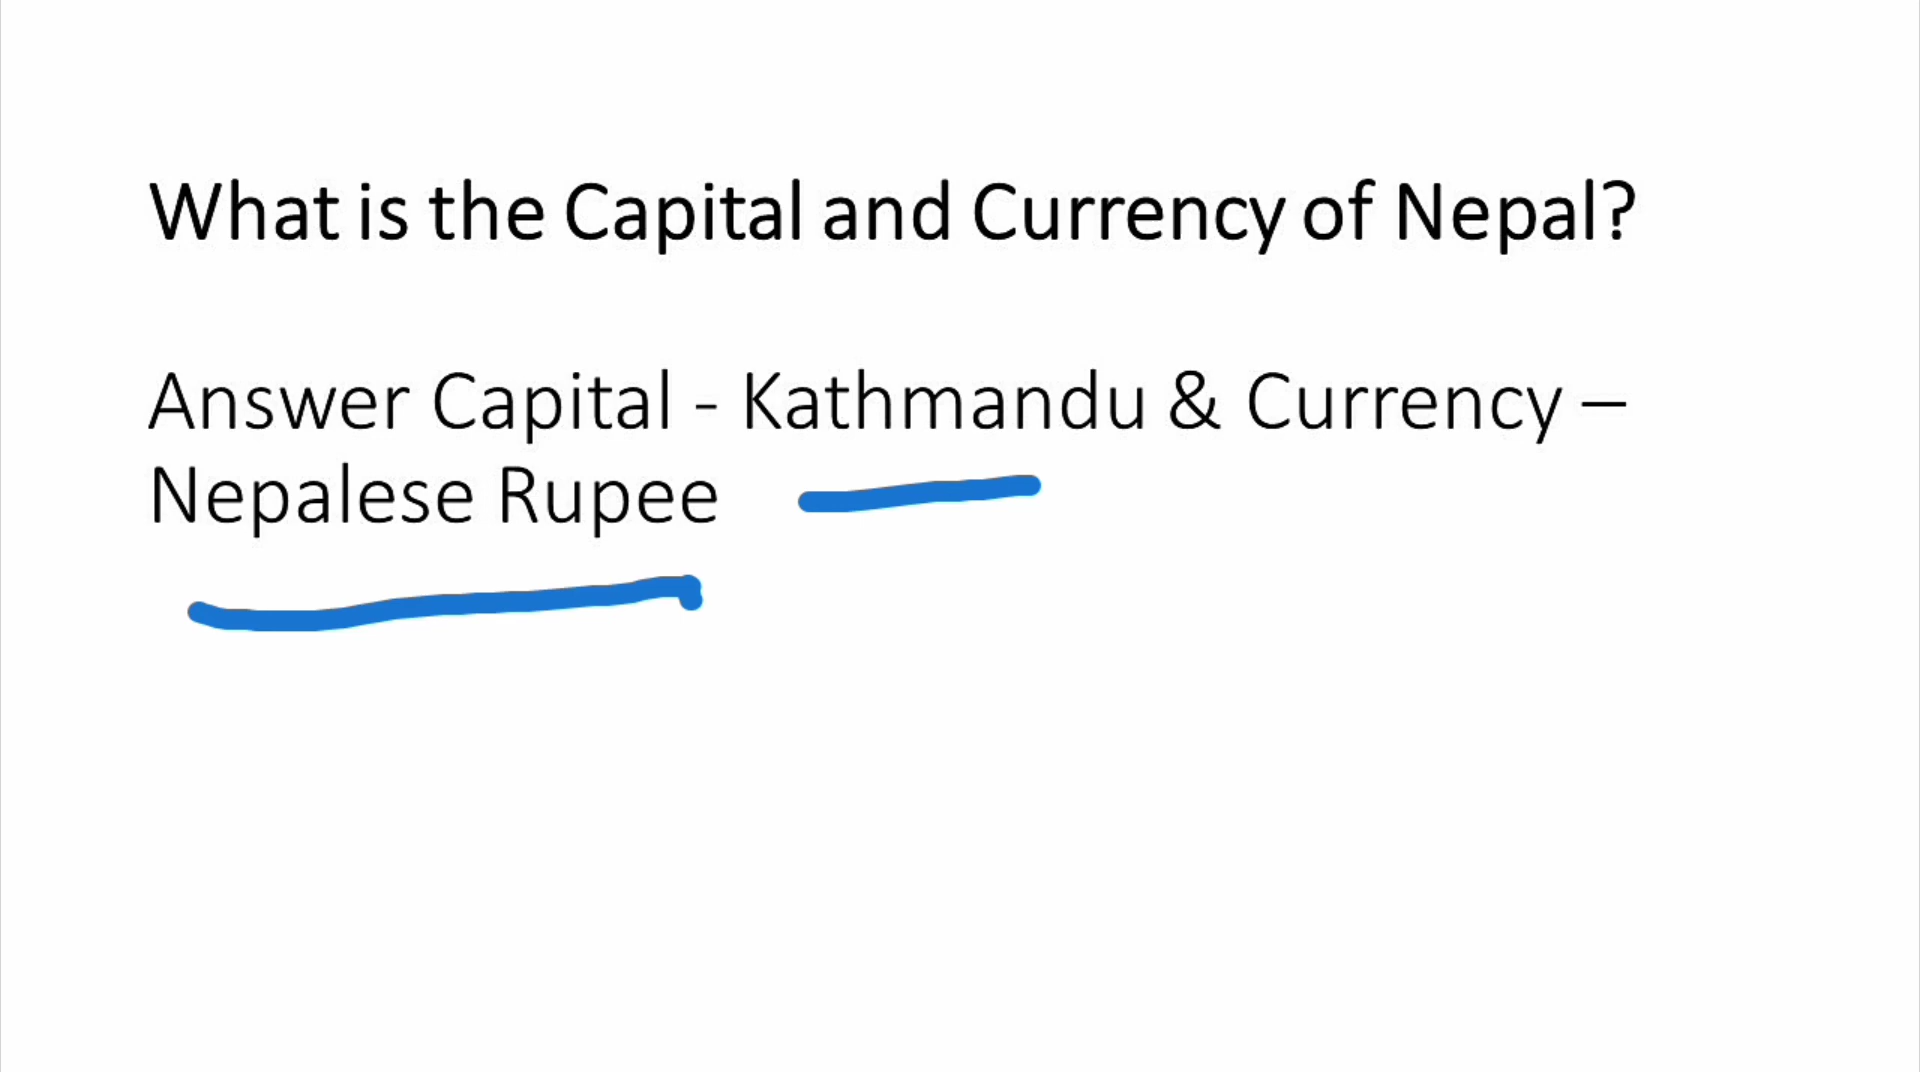 What is the Capital and Currency of Nepal?
Answer Capital - Kathmandu & Currency –
Nepalese Rupee